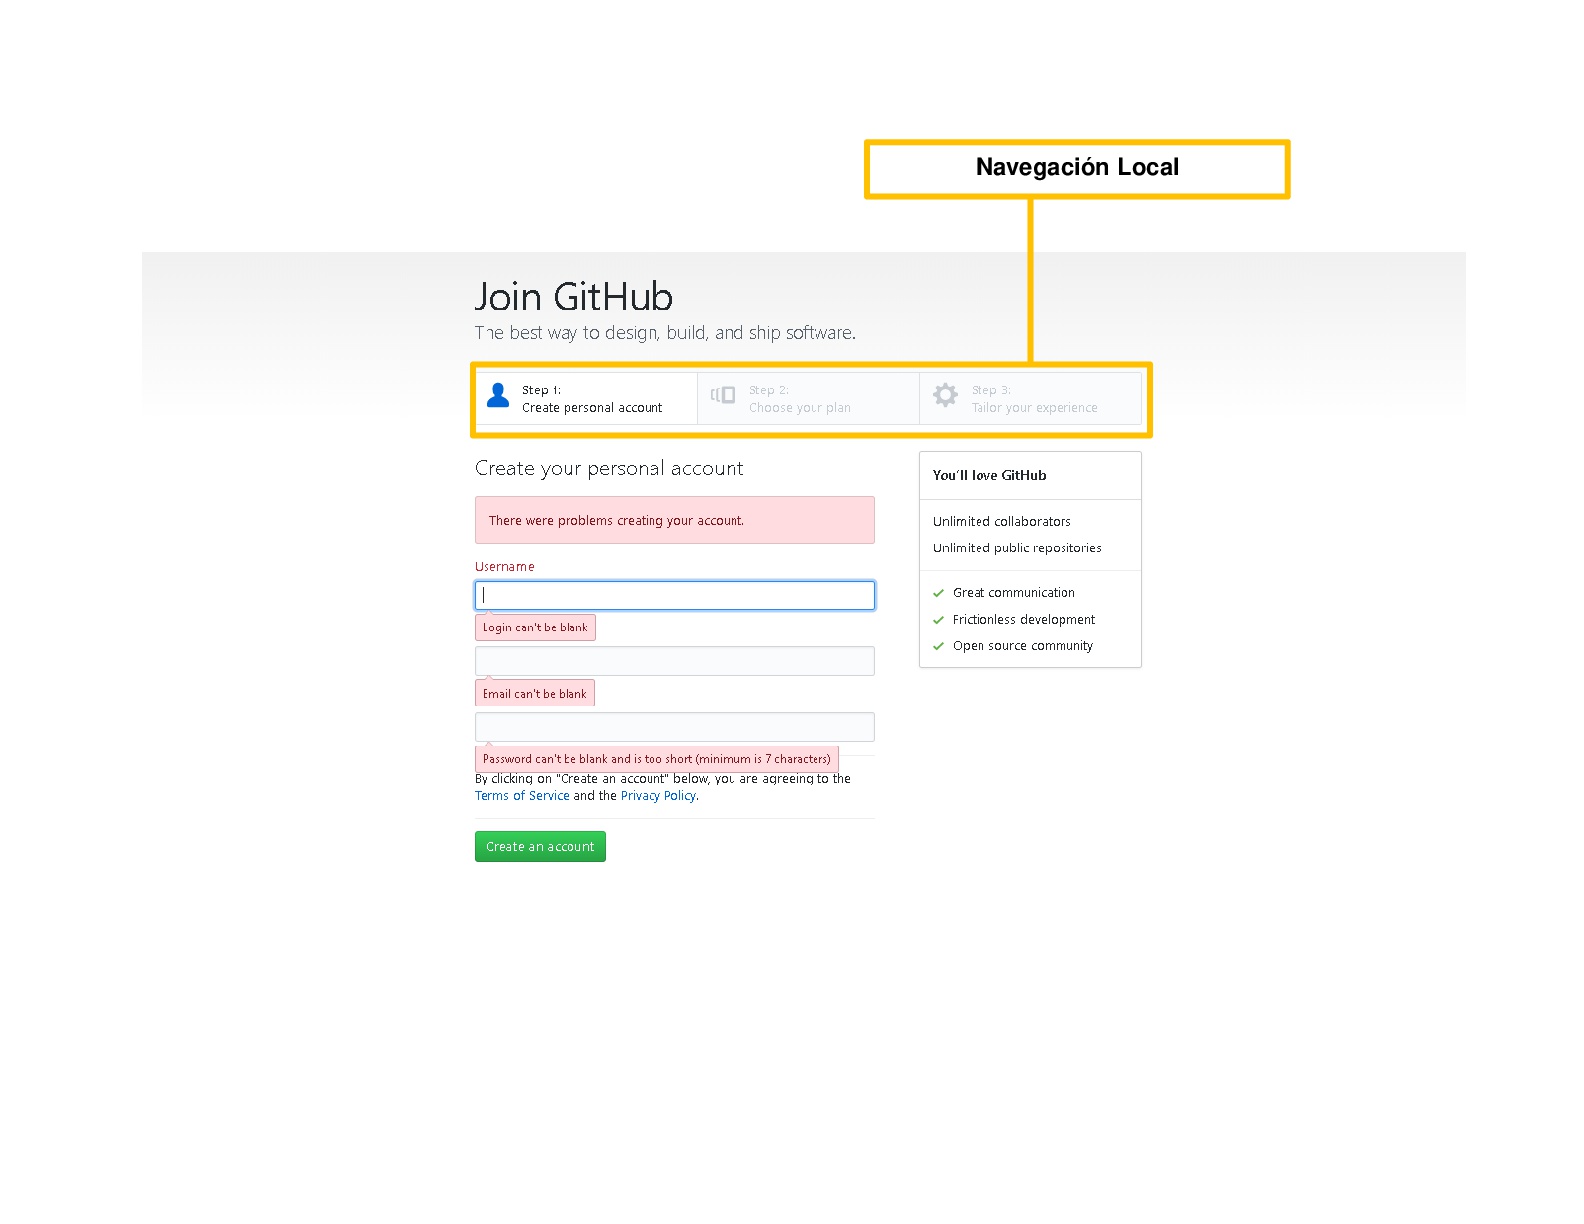 Navegación Local
Join GitHub
The best way to design, build, and ship software.
Step 1:
Create personal account
Step 2:
Choose your plan
Step 3:
Tailor your experience
Create your personal account
There were problems creating your account.
Username
Login can't be blank
Email can't be blank
Password can't be blank and is too short (minimum is 7 characters)
By clicking on "Create an account" below, you are agreeing to the
Terms of Service and the Privacy Policy.
Create an account
You'll love GitHub
Unlimited collaborators
Unlimited public repositories
Great communication
Frictionless development
Open source community